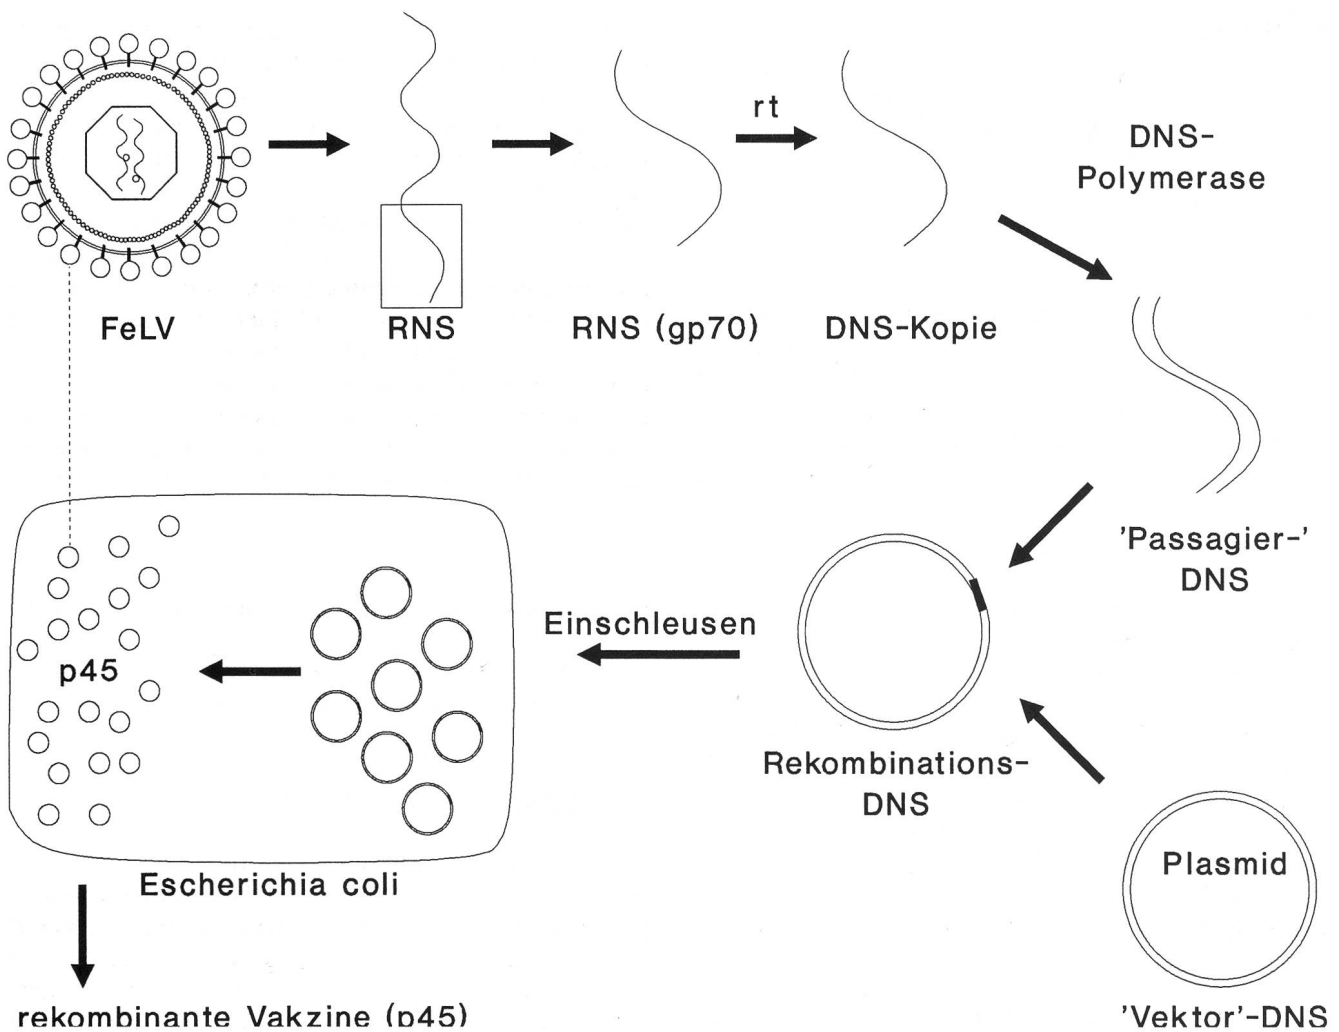 rt
DNS-
Polymerase
FeLV
RNS
RNS (gp70)
DNS-Kopie
'Passagier-'
DNS
Einschleusen
p45
Rekombinations-
DNS
Plasmid
Escherichia coli
rekombinante Vakzine (p45)
'Vektor'-DNS